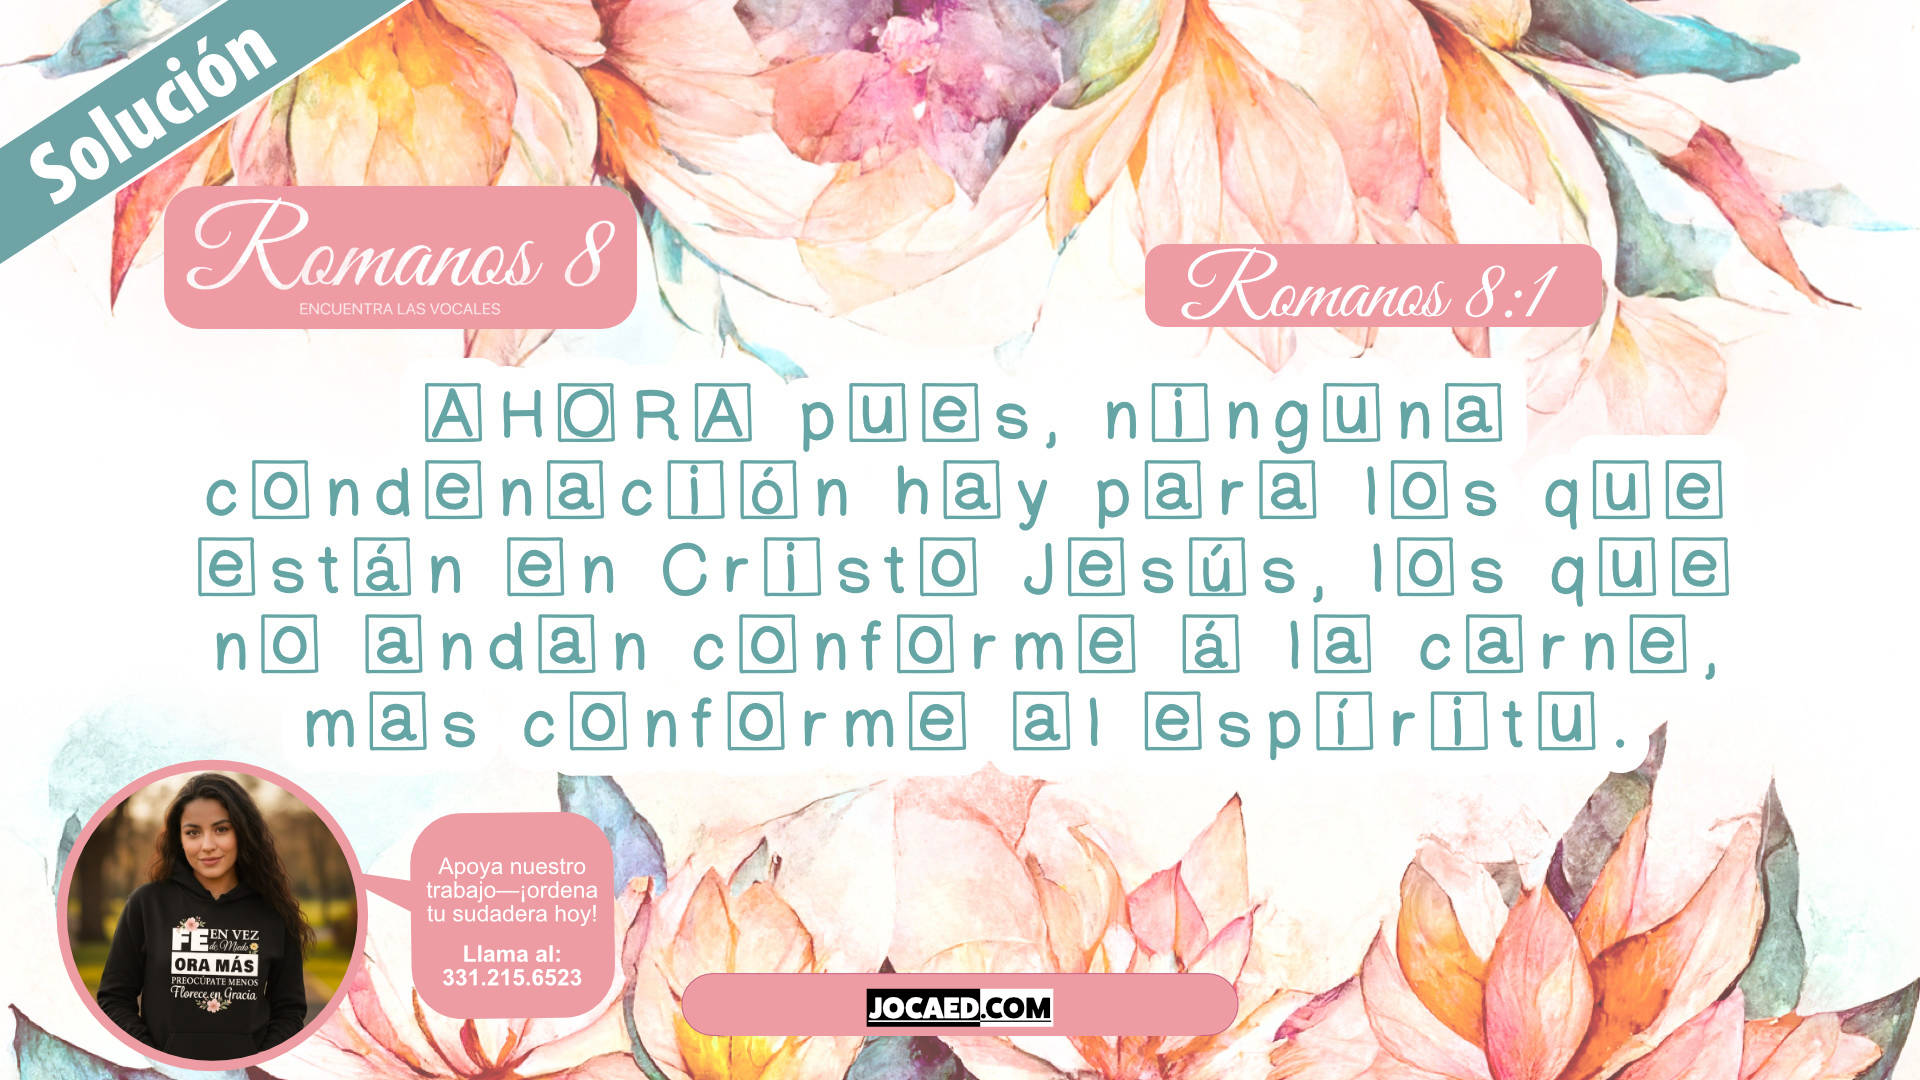 Solución
Romanos 8
ENCUENTRA LAS VOCALES
Romanos 8:1
AHORA pues, ninguna
condenación hay para los que
están en Cristo Jesús, los que
no andan conforme á la carne,
mas conforme al espíritu.
FE EN VEZ
de Miedo
ORA MÁS
PREOCÚPATE MENOS
Florece en Gracia
Apoya nuestro
trabajo—¡ordena
tu sudadera hoy!
Llama al:
331.215.6523
JOCAED.COM